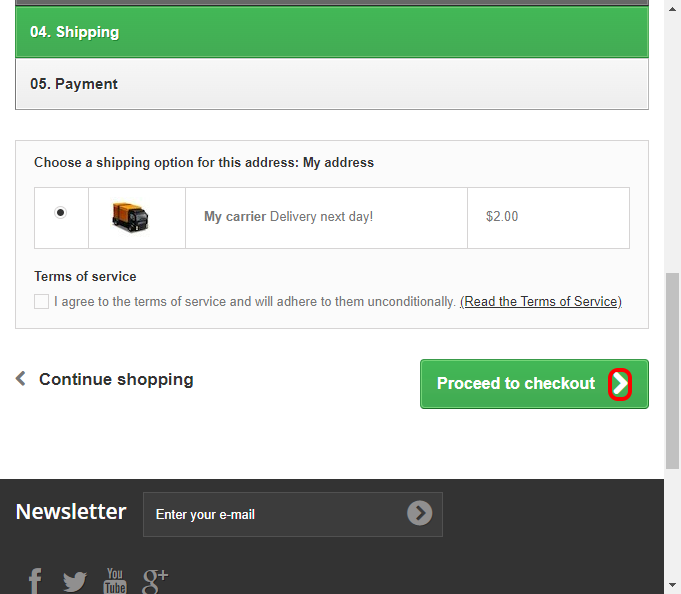 04. Shipping
05. Payment
Choose a shipping option for this address: My address
My carrier Delivery next day!
$2.00
Terms of service
I agree to the terms of service and will adhere to them unconditionally. (Read the Terms of Service)
Continue shopping
Proceed to checkout
Newsletter
Enter your e-mail
You
Tube
g+